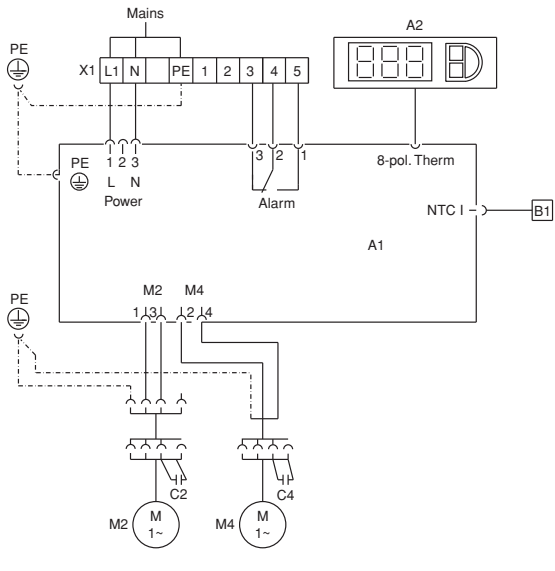 Mains
A2
PE
X1 L1 N PE 1 2 3 4 5
888
PE 1 2 3 3 2 1 8-pol. Therm
L N
Power Alarm
NTC I B1
A1
M2 M4
PE 1 3 2 4
C2 C4
M2 M 1~ M4 M 1~